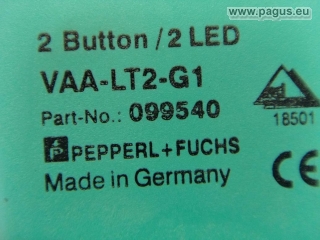 www.pagus.eu
2 Button / 2 LED
VAA-LT2-G1
Part-No.: 099540
18501
PEPPERL+FUCHS
Made in Germany
CE